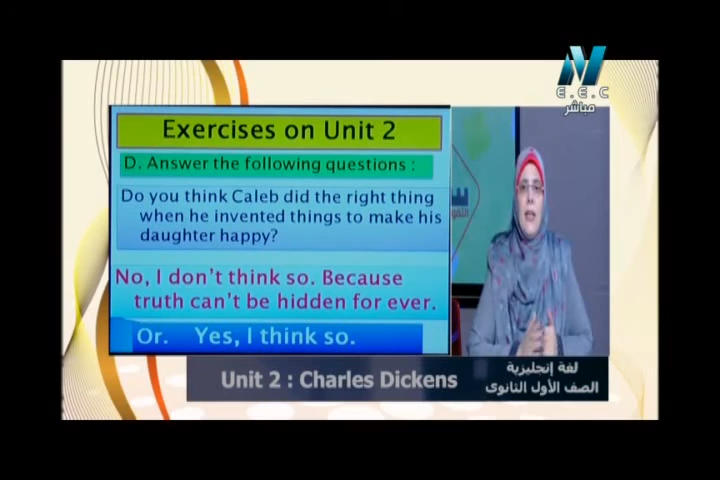 E.E.C
مباشر
Exercises on Unit 2
D. Answer the following questions :
Do you think Caleb did the right thing
when he invented things to make his
daughter happy?
No, I don't think so. Because
truth can't be hidden for ever.
Or. Yes, I think so.
Unit 2 : Charles Dickens
لغة إنجليزية
الصف الأول الثانوى